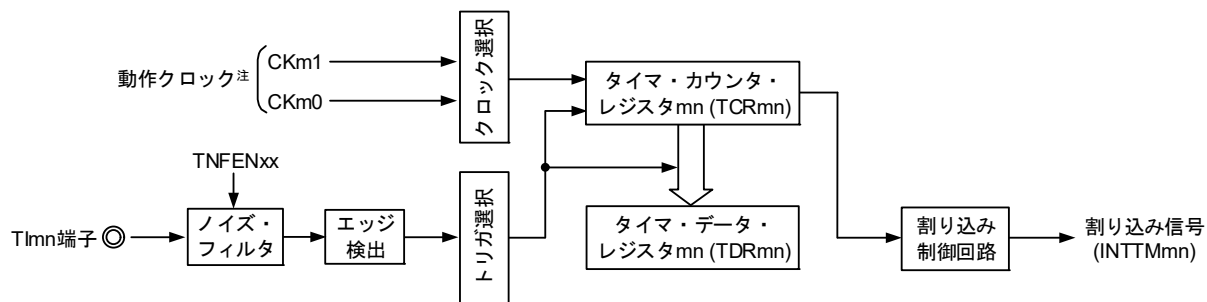 動作クロック注
CKm1
CKm0
クロック選択
タイマ・カウンタ・
レジスタmn (TCRmn)
TNFENxx
TImn端子
ノイズ・
フィルタ
エッジ
検出
トリガ選択
タイマ・データ・
レジスタmn (TDRmn)
割り込み
制御回路
割り込み信号
(INTTMmn)